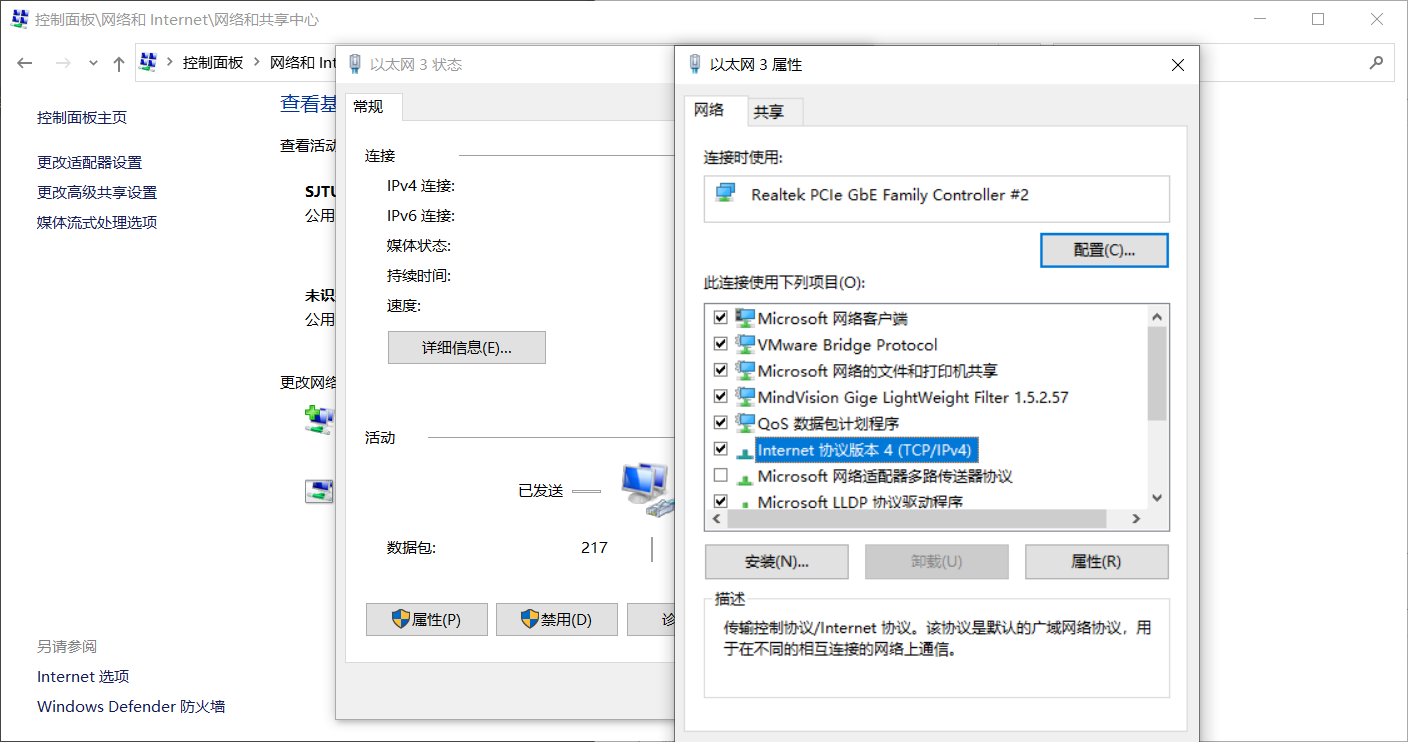 控制面板\网络和 Internet\网络和共享中心
控制面板
网络和 Int
控制面板主页
更改适配器设置
更改高级共享设置
媒体流式处理选项
查看基
查看活动
SJTU
公用
未识
公用
更改网络
另请参阅
Internet 选项
Windows Defender 防火墙
以太网 3 状态
常规
连接
IPv4 连接:
IPv6 连接:
媒体状态:
持续时间:
速度:
详细信息(E)...
活动
已发送
数据包:
217
属性(P)
禁用(D)
诊
以太网 3 属性
网络
共享
连接时使用:
Realtek PCIe GbE Family Controller #2
配置(C)...
此连接使用下列项目(O):
Microsoft 网络客户端
VMware Bridge Protocol
Microsoft 网络的文件和打印机共享
MindVision Gige LightWeight Filter 1.5.2.57
QoS 数据包计划程序
Internet 协议版本 4 (TCP/IPv4)
Microsoft 网络适配器多路传送器协议
Microsoft LLDP 协议驱动程序
安装(N)...
卸载(U)
属性(R)
描述
传输控制协议/Internet 协议。该协议是默认的广域网络协议，用
于在不同的相互连接的网络上通信。